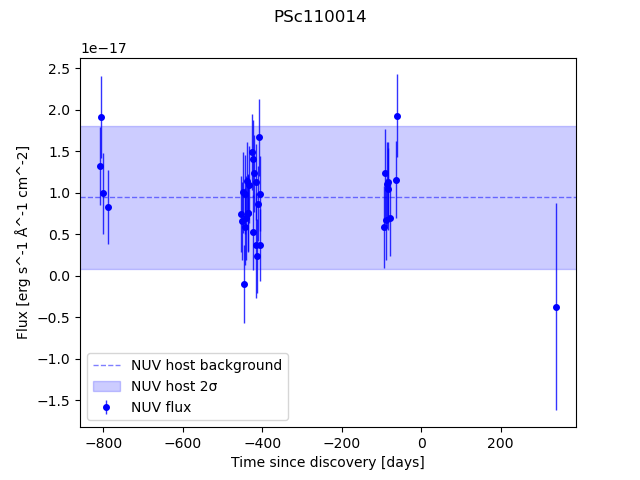 PSc110014
1e−17
2.5
2.0
1.5
1.0
0.5
0.0
−0.5
−1.0
−1.5
Flux [erg s^-1 Å^-1 cm^-2]
NUV host background
NUV host 2σ
NUV flux
−800 −600 −400 −200 0 200
Time since discovery [days]